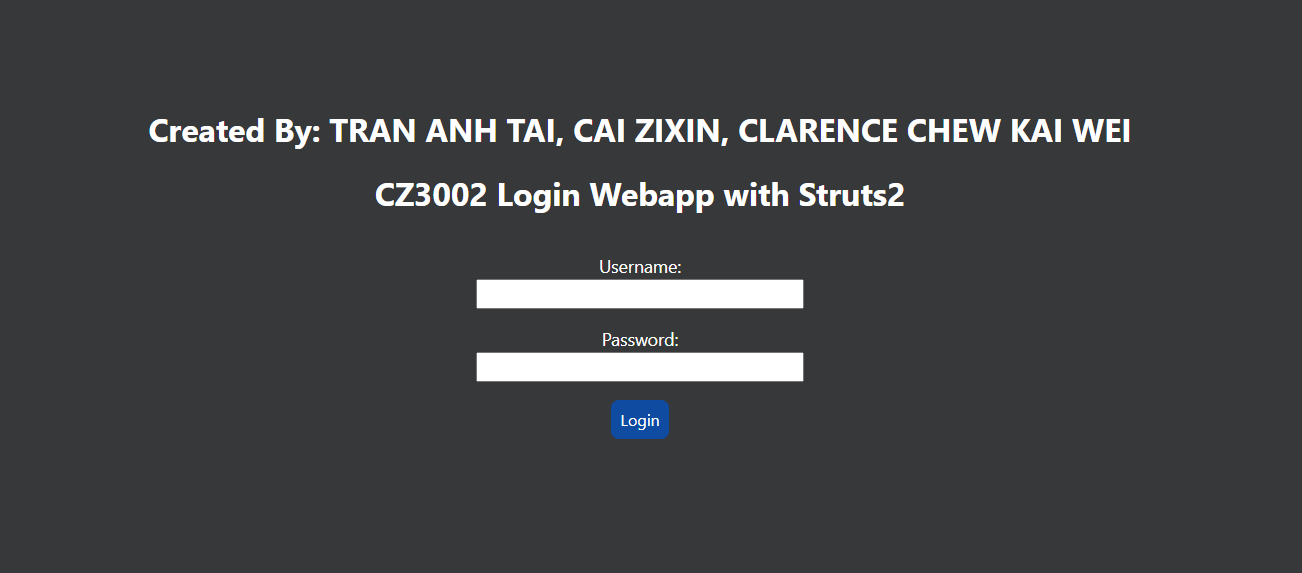 Created By: TRAN ANH TAI, CAI ZIXIN, CLARENCE CHEW KAI WEI
CZ3002 Login Webapp with Struts2
Username:
Password:
Login